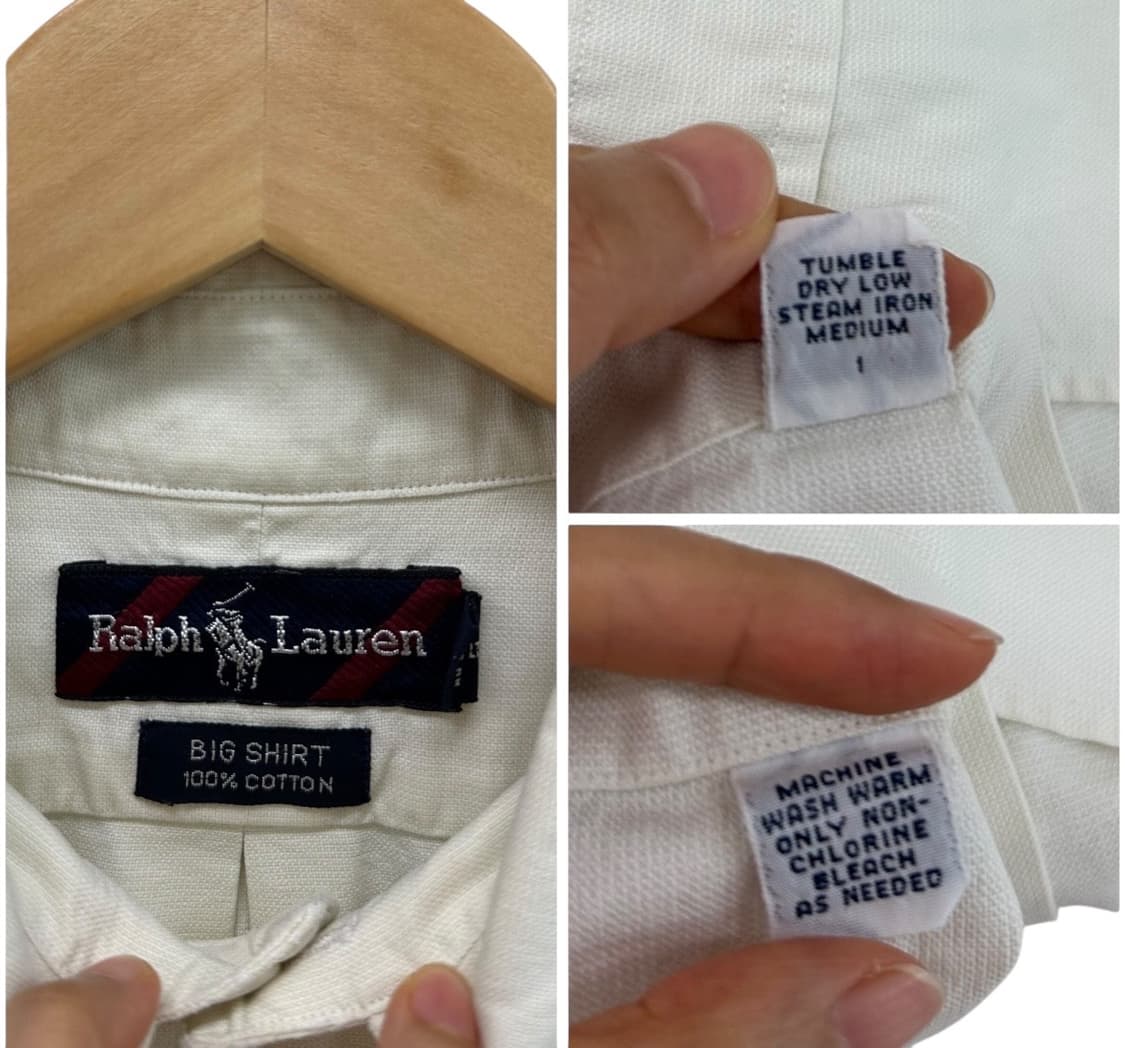 Ralph Lauren
BIG SHIRT
100% COTTON
TUMBLE
DRY LOW
STEAM IRON
MEDIUM
1
MACHINE
WASH WARM
ONLY NON-
CHLORINE
BLEACH
AS NEEDED